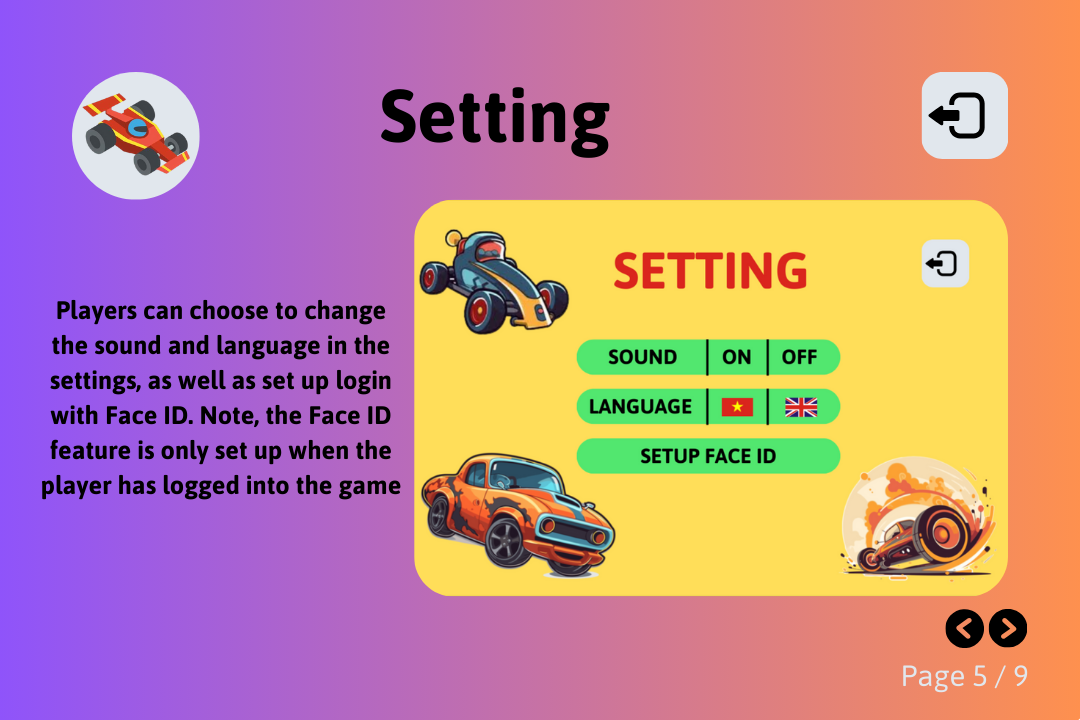 Setting
Players can choose to change
the sound and language in the
settings, as well as set up login
with Face ID. Note, the Face ID
feature is only set up when the
player has logged into the game
SETTING
SOUND ON OFF
LANGUAGE
SETUP FACE ID
Page 5 / 9